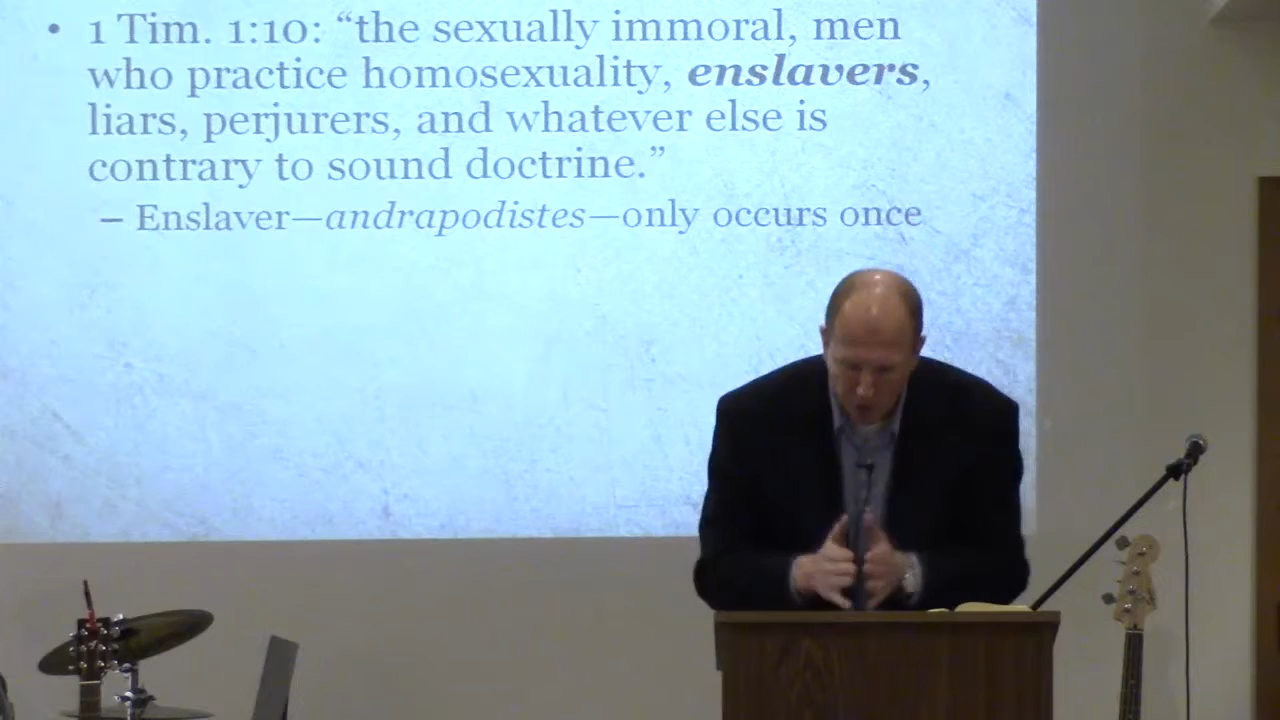 • 1 Tim. 1:10: “the sexually immoral, men
who practice homosexuality, enslavers,
liars, perjurers, and whatever else is
contrary to sound doctrine.”
– Enslaver—andrapodistes—only occurs once